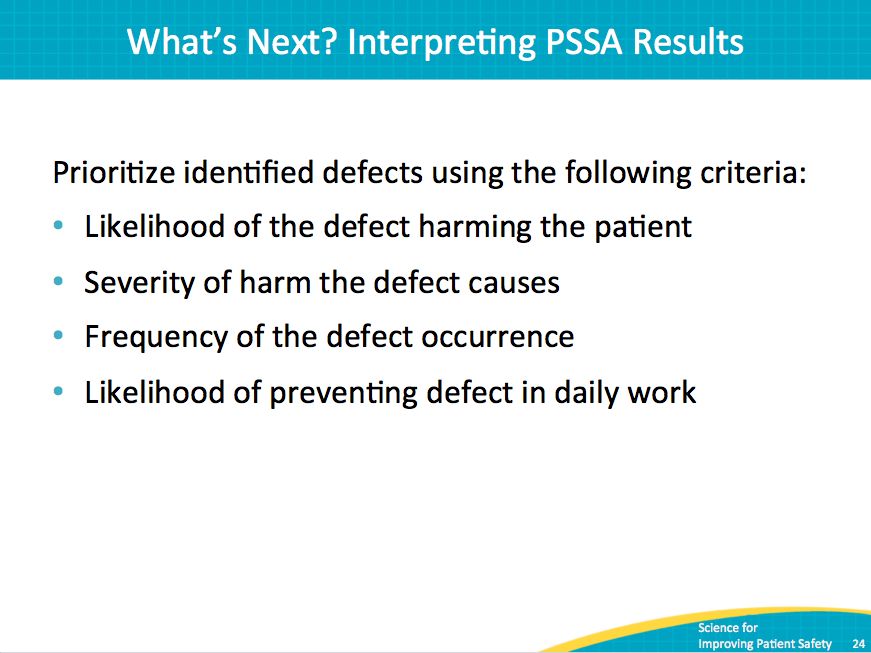 What's Next? Interpreting PSSA Results
Prioritize identified defects using the following criteria:
• Likelihood of the defect harming the patient
• Severity of harm the defect causes
• Frequency of the defect occurrence
• Likelihood of preventing defect in daily work
Science for
Improving Patient Safety 24